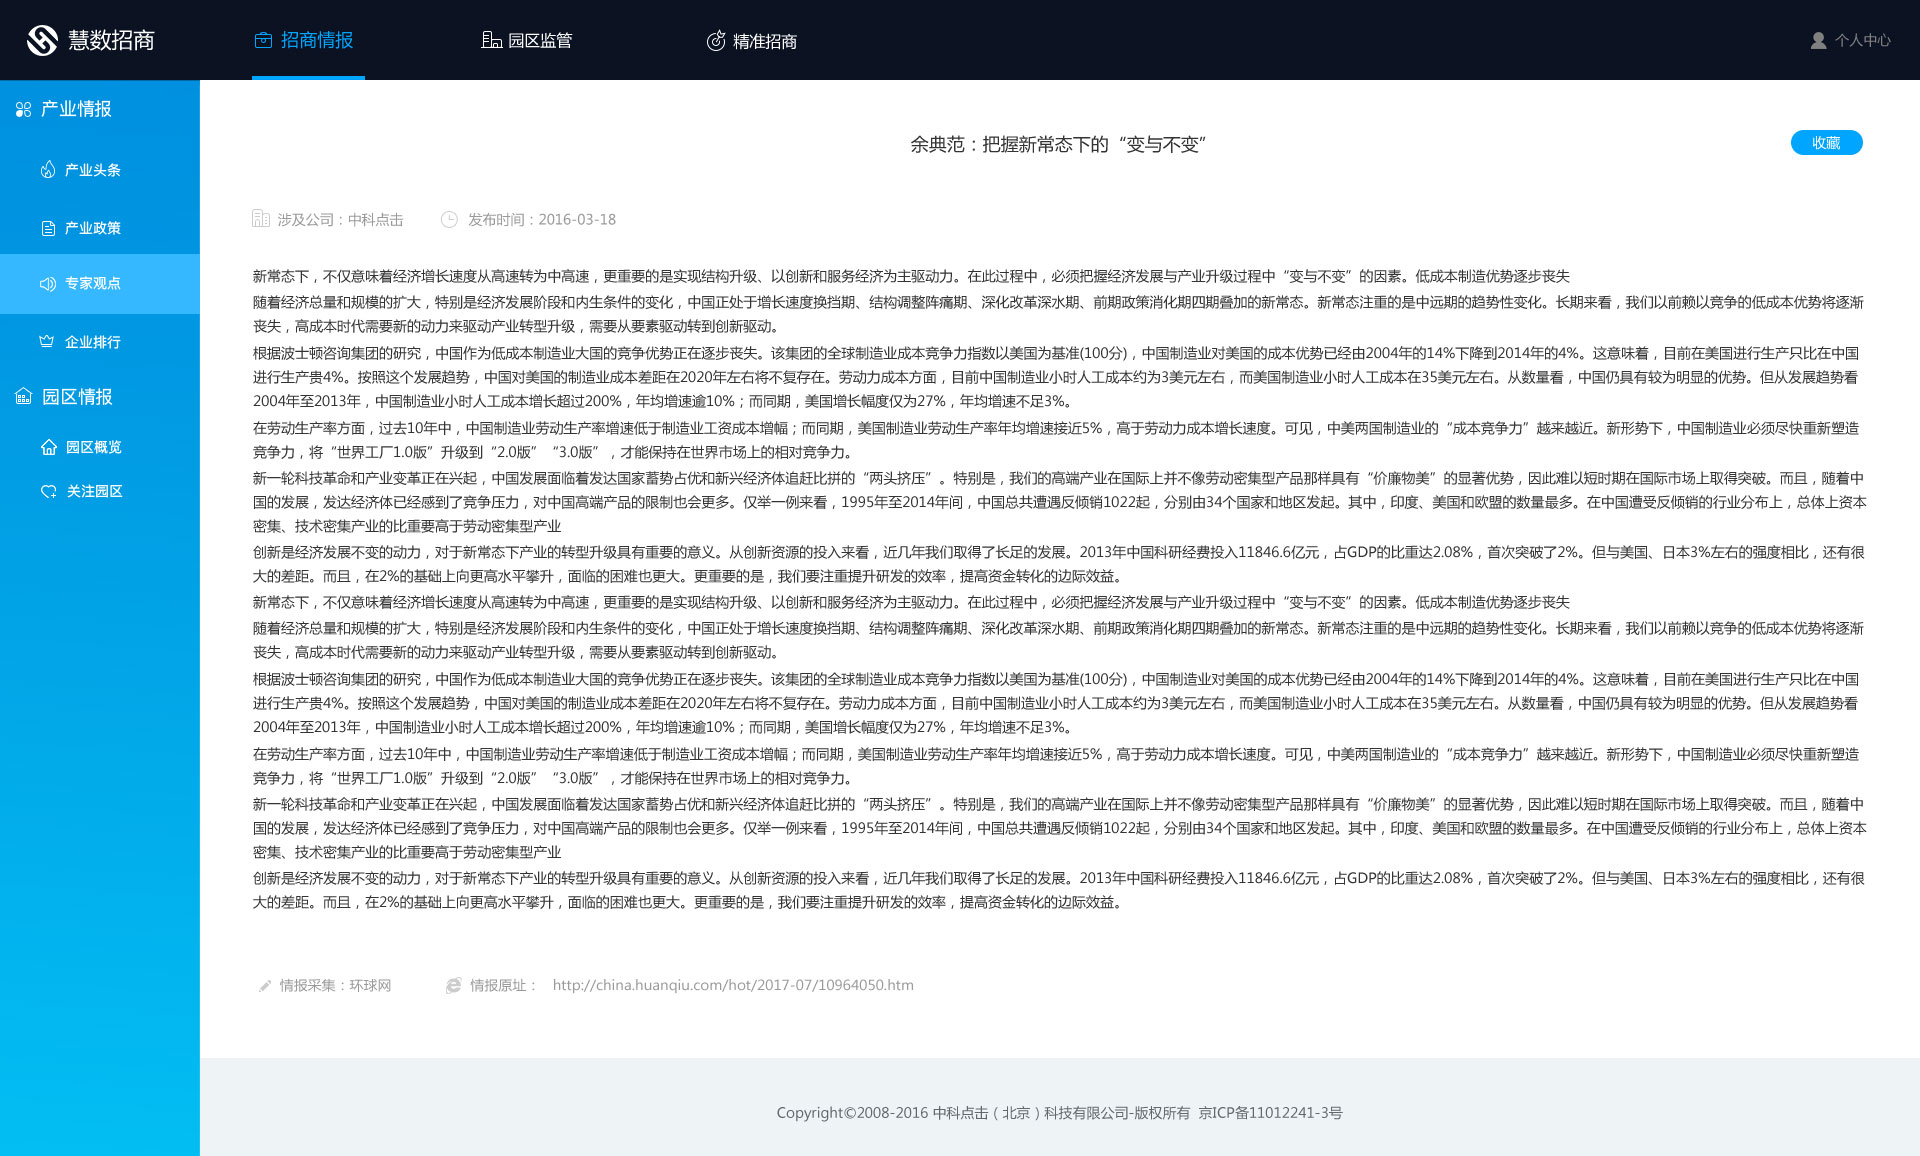 慧数招商
招商情报
园区监管
精准招商
个人中心
产业情报
产业头条
产业政策
专家观点
企业排行
园区情报
园区概览
关注园区
余典范：把握新常态下的“变与不变”
收藏
涉及公司：中科点击
发布时间：2016-03-18
新常态下，不仅意味着经济增长速度从高速转为中高速，更重要的是实现结构升级、以创新和服务经济为主驱动力。在此过程中，必须把握经济发展与产业升级过程中“变与不变”的因素。低成本制造优势逐步丧失
随着经济总量和规模的扩大，特别是经济发展阶段和内生条件的变化，中国正处于增长速度换挡期、结构调整阵痛期、深化改革深水期、前期政策消化期四期叠加的新常态。新常态注重的是中远期的趋势性变化。长期来看，我们以前赖以竞争的低成本优势将逐渐
丧失，高成本时代需要新的动力来驱动产业转型升级，需要从要素驱动转到创新驱动。
根据波士顿咨询集团的研究，中国作为低成本制造业大国的竞争优势正在逐步丧失。该集团的全球制造业成本竞争力指数以美国为基准(100分)，中国制造业对美国的成本优势已经由2004年的14%下降到2014年的4%。这意味着，目前在美国进行生产只比在中国
进行生产贵4%。按照这个发展趋势，中国对美国的制造业成本差距在2020年左右将不复存在。劳动力成本方面，目前中国制造业小时人工成本约为3美元左右，而美国制造业小时人工成本在35美元左右。从数量看，中国仍具有较为明显的优势。但从发展趋势看
2004年至2013年，中国制造业小时人工成本增长超过200%，年均增速逾10%；而同期，美国增长幅度仅为27%，年均增速不足3%。
在劳动生产率方面，过去10年中，中国制造业劳动生产率增速低于制造业工资成本增幅；而同期，美国制造业劳动生产率年均增速接近5%，高于劳动力成本增长速度。可见，中美两国制造业的“成本竞争力”越来越近。新形势下，中国制造业必须尽快重新塑造
竞争力，将“世界工厂1.0版”升级到“2.0版”“3.0版”，才能保持在世界市场上的相对竞争力。
新一轮科技革命和产业变革正在兴起，中国发展面临着发达国家蓄势占优和新兴经济体追赶比拼的“两头挤压”。特别是，我们的高端产业在国际上并不像劳动密集型产品那样具有“价廉物美”的显著优势，因此难以短时期在国际市场上取得突破。而且，随着中
国的发展，发达经济体已经感到了竞争压力，对中国高端产品的限制也会更多。仅举一例来看，1995年至2014年间，中国总共遭遇反倾销1022起，分别由34个国家和地区发起。其中，印度、美国和欧盟的数量最多。在中国遭受反倾销的行业分布上，总体上资本
密集、技术密集产业的比重要高于劳动密集型产业
创新是经济发展不变的动力，对于新常态下产业的转型升级具有重要的意义。从创新资源的投入来看，近几年我们取得了长足的发展。2013年中国科研经费投入11846.6亿元，占GDP的比重达2.08%，首次突破了2%。但与美国、日本3%左右的强度相比，还有很
大的差距。而且，在2%的基础上向更高水平攀升，面临的困难也更大。更重要的是，我们要注重提升研发的效率，提高资金转化的边际效益。
新常态下，不仅意味着经济增长速度从高速转为中高速，更重要的是实现结构升级、以创新和服务经济为主驱动力。在此过程中，必须把握经济发展与产业升级过程中“变与不变”的因素。低成本制造优势逐步丧失
随着经济总量和规模的扩大，特别是经济发展阶段和内生条件的变化，中国正处于增长速度换挡期、结构调整阵痛期、深化改革深水期、前期政策消化期四期叠加的新常态。新常态注重的是中远期的趋势性变化。长期来看，我们以前赖以竞争的低成本优势将逐渐
丧失，高成本时代需要新的动力来驱动产业转型升级，需要从要素驱动转到创新驱动。
根据波士顿咨询集团的研究，中国作为低成本制造业大国的竞争优势正在逐步丧失。该集团的全球制造业成本竞争力指数以美国为基准(100分)，中国制造业对美国的成本优势已经由2004年的14%下降到2014年的4%。这意味着，目前在美国进行生产只比在中国
进行生产贵4%。按照这个发展趋势，中国对美国的制造业成本差距在2020年左右将不复存在。劳动力成本方面，目前中国制造业小时人工成本约为3美元左右，而美国制造业小时人工成本在35美元左右。从数量看，中国仍具有较为明显的优势。但从发展趋势看
2004年至2013年，中国制造业小时人工成本增长超过200%，年均增速逾10%；而同期，美国增长幅度仅为27%，年均增速不足3%。
在劳动生产率方面，过去10年中，中国制造业劳动生产率增速低于制造业工资成本增幅；而同期，美国制造业劳动生产率年均增速接近5%，高于劳动力成本增长速度。可见，中美两国制造业的“成本竞争力”越来越近。新形势下，中国制造业必须尽快重新塑造
竞争力，将“世界工厂1.0版”升级到“2.0版”“3.0版”，才能保持在世界市场上的相对竞争力。
新一轮科技革命和产业变革正在兴起，中国发展面临着发达国家蓄势占优和新兴经济体追赶比拼的“两头挤压”。特别是，我们的高端产业在国际上并不像劳动密集型产品那样具有“价廉物美”的显著优势，因此难以短时期在国际市场上取得突破。而且，随着中
国的发展，发达经济体已经感到了竞争压力，对中国高端产品的限制也会更多。仅举一例来看，1995年至2014年间，中国总共遭遇反倾销1022起，分别由34个国家和地区发起。其中，印度、美国和欧盟的数量最多。在中国遭受反倾销的行业分布上，总体上资本
密集、技术密集产业的比重要高于劳动密集型产业
创新是经济发展不变的动力，对于新常态下产业的转型升级具有重要的意义。从创新资源的投入来看，近几年我们取得了长足的发展。2013年中国科研经费投入11846.6亿元，占GDP的比重达2.08%，首次突破了2%。但与美国、日本3%左右的强度相比，还有很
大的差距。而且，在2%的基础上向更高水平攀升，面临的困难也更大。更重要的是，我们要注重提升研发的效率，提高资金转化的边际效益。
情报采集：环球网
情报原址： http://china.huanqiu.com/hot/2017-07/10964050.htm
Copyright©2008-2016 中科点击（北京）科技有限公司-版权所有 京ICP备11012241-3号